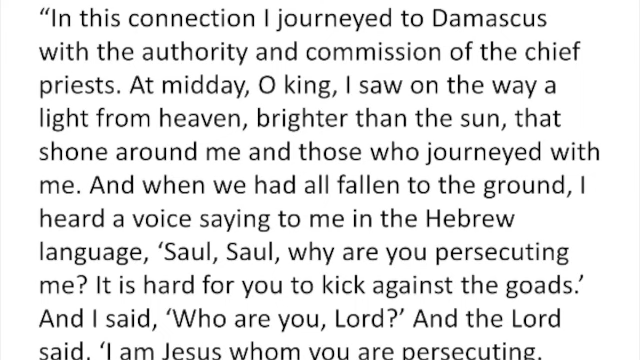 “In this connection I journeyed to Damascus
with the authority and commission of the chief
priests. At midday, O king, I saw on the way a
light from heaven, brighter than the sun, that
shone around me and those who journeyed with
me. And when we had all fallen to the ground, I
heard a voice saying to me in the Hebrew
language, ‘Saul, Saul, why are you persecuting
me? It is hard for you to kick against the goads.’
And I said, ‘Who are you, Lord?’ And the Lord
said, ‘I am Jesus whom you are persecuting.